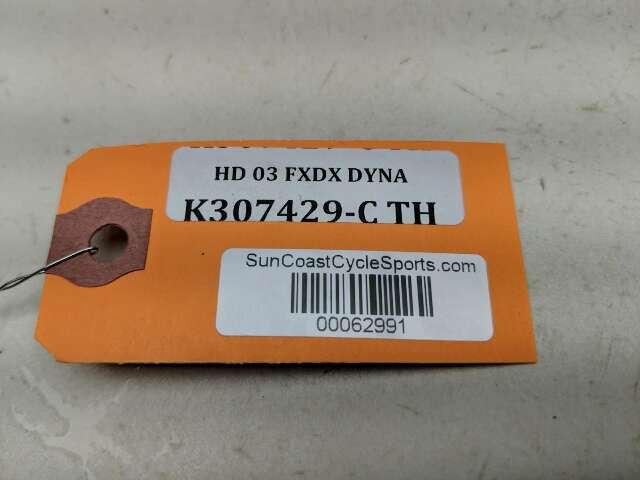 HD 03 FXDX DYNA
K307429-C TH
SunCoastCycleSports.com
00062991